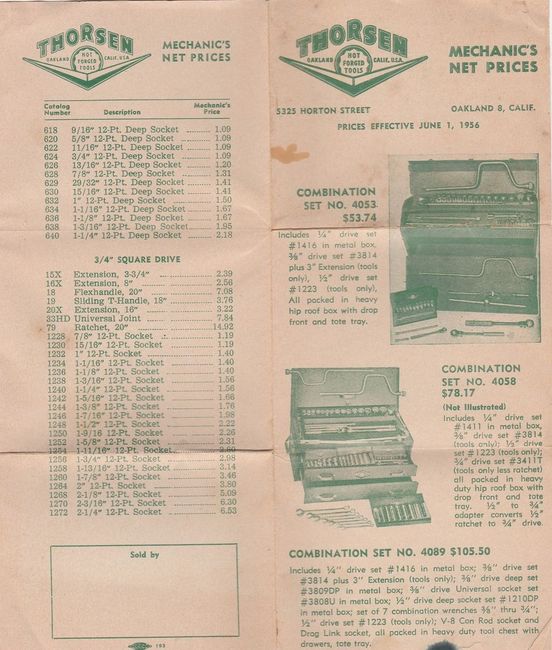 THORSEN
OAKLAND
HOT
FORGED
TOOLS
CALIF. U.S.A.
MECHANIC'S
NET PRICES
Catalog
Number
Description
Mechanic's
Price
618 9/16" 12-Pt. Deep Socket 1.09
620 5/8" 12-Pt. Deep Socket 1.09
622 11/16" 12-Pt. Deep Socket 1.09
624 3/4" 12-Pt. Deep Socket 1.09
626 13/16" 12-Pt. Deep Socket 1.20
628 7/8" 12-Pt. Deep Socket 1.31
629 29/32" 12-Pt. Deep Socket 1.41
630 15/16" 12-Pt. Deep Socket 1.41
632 1" 12-Pt. Deep Socket 1.50
634 1-1/16" 12-Pt. Deep Socket 1.67
636 1-1/8" 12-Pt. Deep Socket 1.67
638 1-3/16" 12-Pt. Deep Socket 1.95
640 1-1/4" 12-Pt. Deep Socket 2.18
3/4" SQUARE DRIVE
15X Extension, 3-3/4" 2.39
16X Extension, 8" 2.56
18 Flexhandle, 20" 7.08
19 Sliding T-Handle, 18" 3.76
20X Extension, 16" 3.22
33HD Universal Joint 7.84
79 Ratchet, 20" 14.92
1228 7/8" 12-Pt. Socket 1.19
1230 15/16" 12-Pt. Socket 1.19
1232 1" 12-Pt. Socket 1.40
1234 1-1/16" 12-Pt. Socket 1.40
1236 1-1/8" 12-Pt. Socket 1.40
1238 1-3/16" 12-Pt. Socket 1.56
1240 1-1/4" 12-Pt. Socket 1.56
1242 1-5/16" 12-Pt. Socket 1.66
1244 1-3/8" 12-Pt. Socket 1.76
1246 1-7/16" 12-Pt. Socket 1.98
1248 1-1/2" 12-Pt. Socket 2.22
1250 1-9/16 12-Pt. Socket 2.26
1252 1-5/8" 12-Pt. Socket 2.31
1254 1-11/16" 12-Pt. Socket 2.60
1256 1-3/4" 12-Pt. Socket 2.98
1258 1-13/16" 12-Pt. Socket 3.14
1260 1-7/8" 12-Pt. Socket 3.46
1264 2" 12-Pt. Socket 3.80
1268 2-1/8" 12-Pt. Socket 5.09
1270 2-3/16" 12-Pt. Socket 6.30
1272 2-1/4" 12-Pt. Socket 6.53
Sold by
193
THORSEN
OAKLAND
HOT
FORGED
TOOLS
CALIF. U.S.A.
MECHANIC'S
NET PRICES
5325 HORTON STREET OAKLAND 8, CALIF.
PRICES EFFECTIVE JUNE 1, 1956
COMBINATION
SET NO. 4053
$53.74
Includes ¼" drive set
#1416 in metal box,
⅜" drive set #3814
plus 3" Extension (tools
only), ½" drive set
#1223 (tools only),
All packed in heavy
hip roof box with drop
front and tote tray.
COMBINATION
SET NO. 4058
$78.17
(Not Illustrated)
Includes ¼" drive set
#1411 in metal box,
⅜" drive set #3814
(tools only), ½" drive
set #1223 (tools only),
¾" drive set #3411T
(tools only less ratchet)
all packed in heavy
duty hip roof box with
drop front and tote
tray. ½" to ¾"
adapter converts ½"
ratchet to ¾" drive.
COMBINATION SET NO. 4089 $105.50
Includes ¼" drive set #1416 in metal box; ⅜" drive set
#3814 plus 3" Extension (tools only); ⅜" drive deep set
#3809DP in metal box; ⅜" drive Universal socket set
#3808U in metal box; ½" drive deep socket set #1210DP
in metal box; set of 7 combination wrenches ⅜" thru ¾";
½" drive set #1223 (tools only); V-8 Con Rod socket and
Drag Link socket, all packed in heavy duty tool chest with
drawers, tote tray.